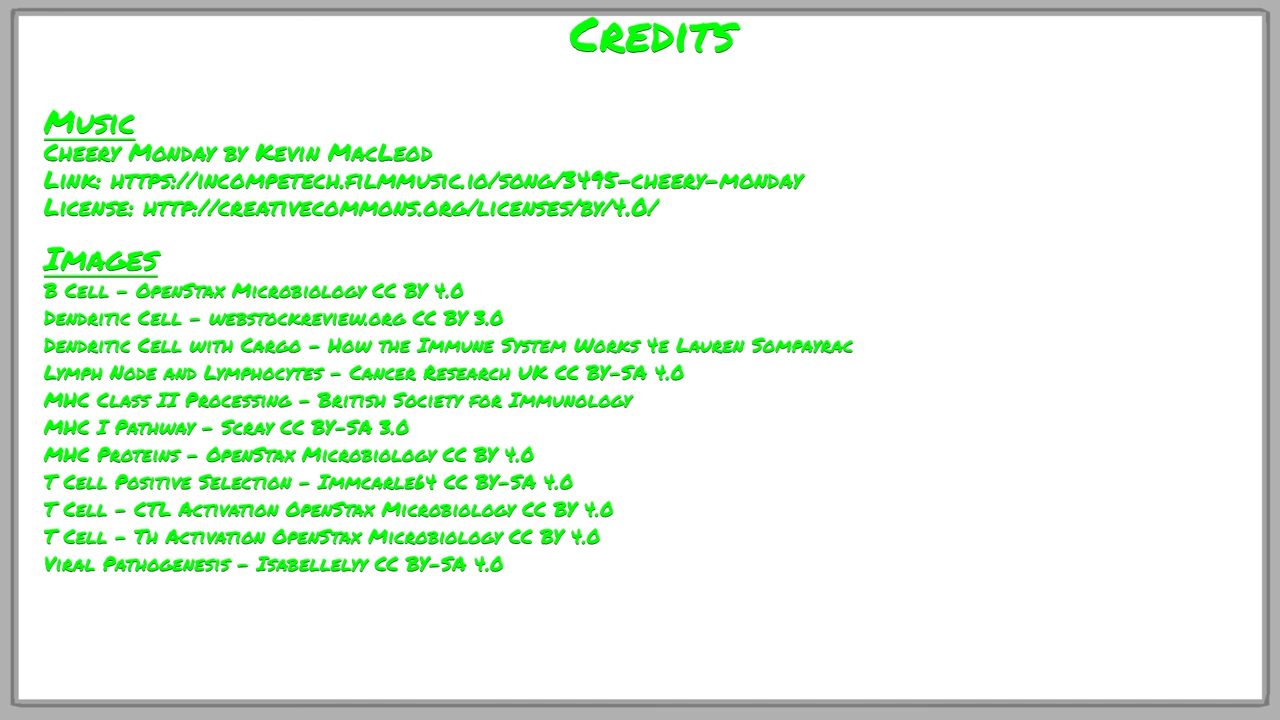 Credits
Music
Cheery Monday by Kevin MacLeod
Link: https://incompetech.filmmusic.io/song/3495-cheery-monday
License: http://creativecommons.org/licenses/by/4.0/
Images
B Cell - OpenStax Microbiology CC BY 4.0
Dendritic Cell - webstockreview.org CC BY 3.0
Dendritic Cell with Cargo - How the Immune System Works 4e Lauren Sompayrac
Lymph Node and Lymphocytes - Cancer Research UK CC BY-SA 4.0
MHC Class II Processing - British Society for Immunology
MHC I Pathway - Scray CC BY-SA 3.0
MHC Proteins - OpenStax Microbiology CC BY 4.0
T Cell Positive Selection - Immcarle64 CC BY-SA 4.0
T Cell - CTL Activation OpenStax Microbiology CC BY 4.0
T Cell - Th Activation OpenStax Microbiology CC BY 4.0
Viral Pathogenesis - Isabellelyy CC BY-SA 4.0